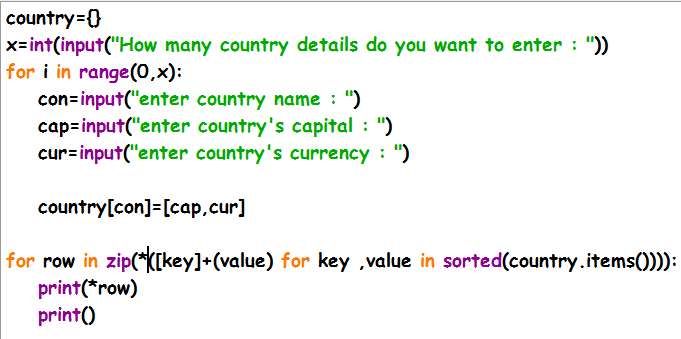 country={}
x=int(input("How many country details do you want to enter : "))
for i in range(0,x):
con=input("enter country name : ")
cap=input("enter country's capital : ")
cur=input("enter country's currency : ")
country[con]=[cap,cur]
for row in zip(*([key]+(value) for key ,value in sorted(country.items()))):
print(*row)
print()